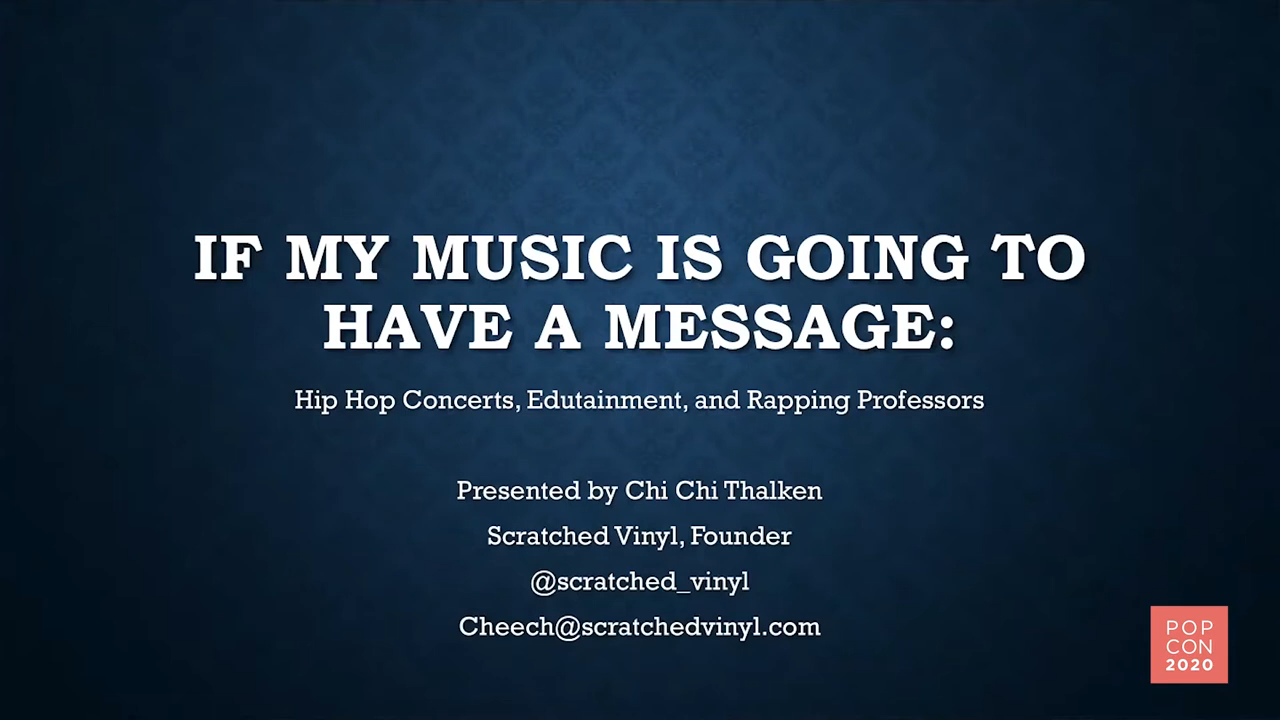 IF MY MUSIC IS GOING TO
HAVE A MESSAGE:
Hip Hop Concerts, Edutainment, and Rapping Professors
Presented by Chi Chi Thalken
Scratched Vinyl, Founder
@scratched_vinyl
Cheech@scratchedvinyl.com
POP
CON
2020